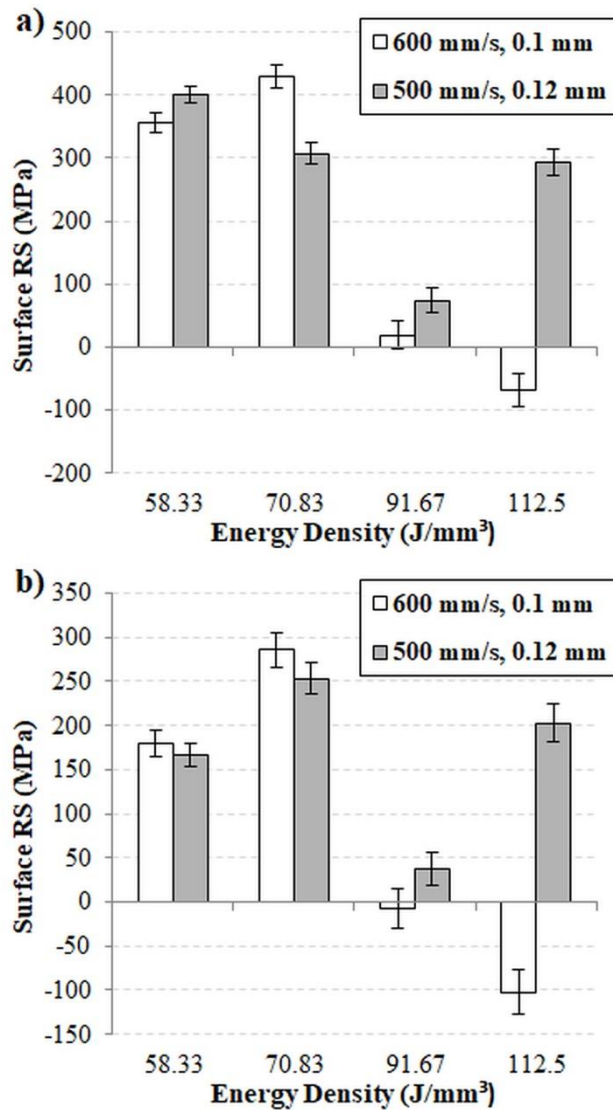 a)
500
400
300
200
100
0
-100
-200
Surface RS (MPa)
600 mm/s, 0.1 mm
500 mm/s, 0.12 mm
58.33 70.83 91.67 112.5
Energy Density (J/mm³)
b)
350
300
250
200
150
100
50
0
-50
-100
-150
Surface RS (MPa)
600 mm/s, 0.1 mm
500 mm/s, 0.12 mm
58.33 70.83 91.67 112.5
Energy Density (J/mm³)